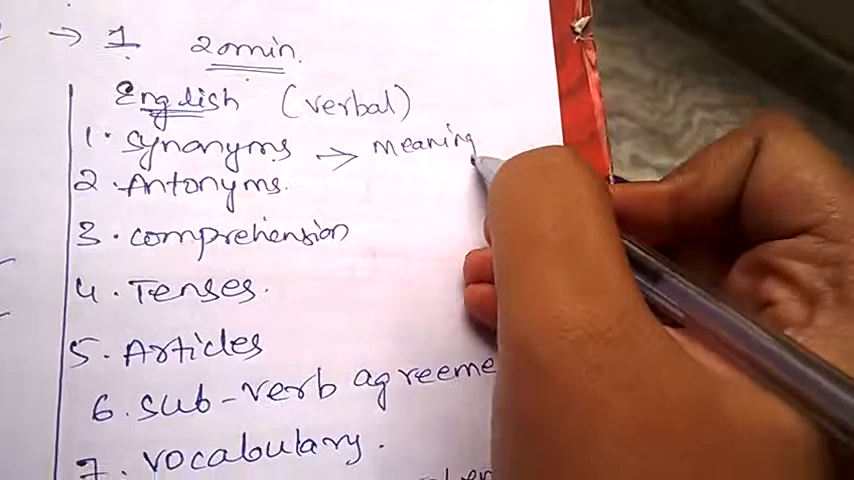 → 1 20min.
English (verbal)
1. Synonyms → meaning
2. Antonyms.
3. comprehension
4. Tenses.
5. Articles
6. sub-verb agreeme
7. vocabulary.